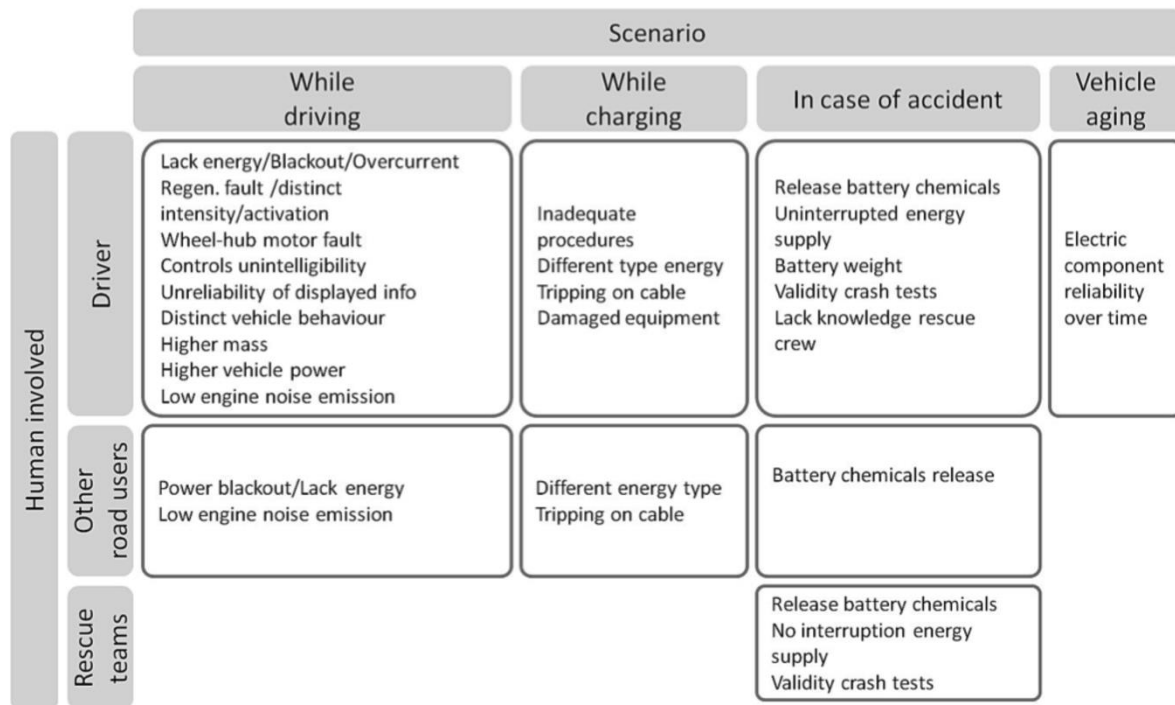 Scenario
While
driving
While
charging
In case of accident
Vehicle
aging
Human involved
Driver
Lack energy/Blackout/Overcurrent
Regen. fault /distinct
intensity/activation
Wheel-hub motor fault
Controls unintelligibility
Unreliability of displayed info
Distinct vehicle behaviour
Higher mass
Higher vehicle power
Low engine noise emission
Inadequate
procedures
Different type energy
Tripping on cable
Damaged equipment
Release battery chemicals
Uninterrupted energy
supply
Battery weight
Validity crash tests
Lack knowledge rescue
crew
Electric
component
reliability
over time
Other
road users
Power blackout/Lack energy
Low engine noise emission
Different energy type
Tripping on cable
Battery chemicals release
Rescue
teams
Release battery chemicals
No interruption energy
supply
Validity crash tests